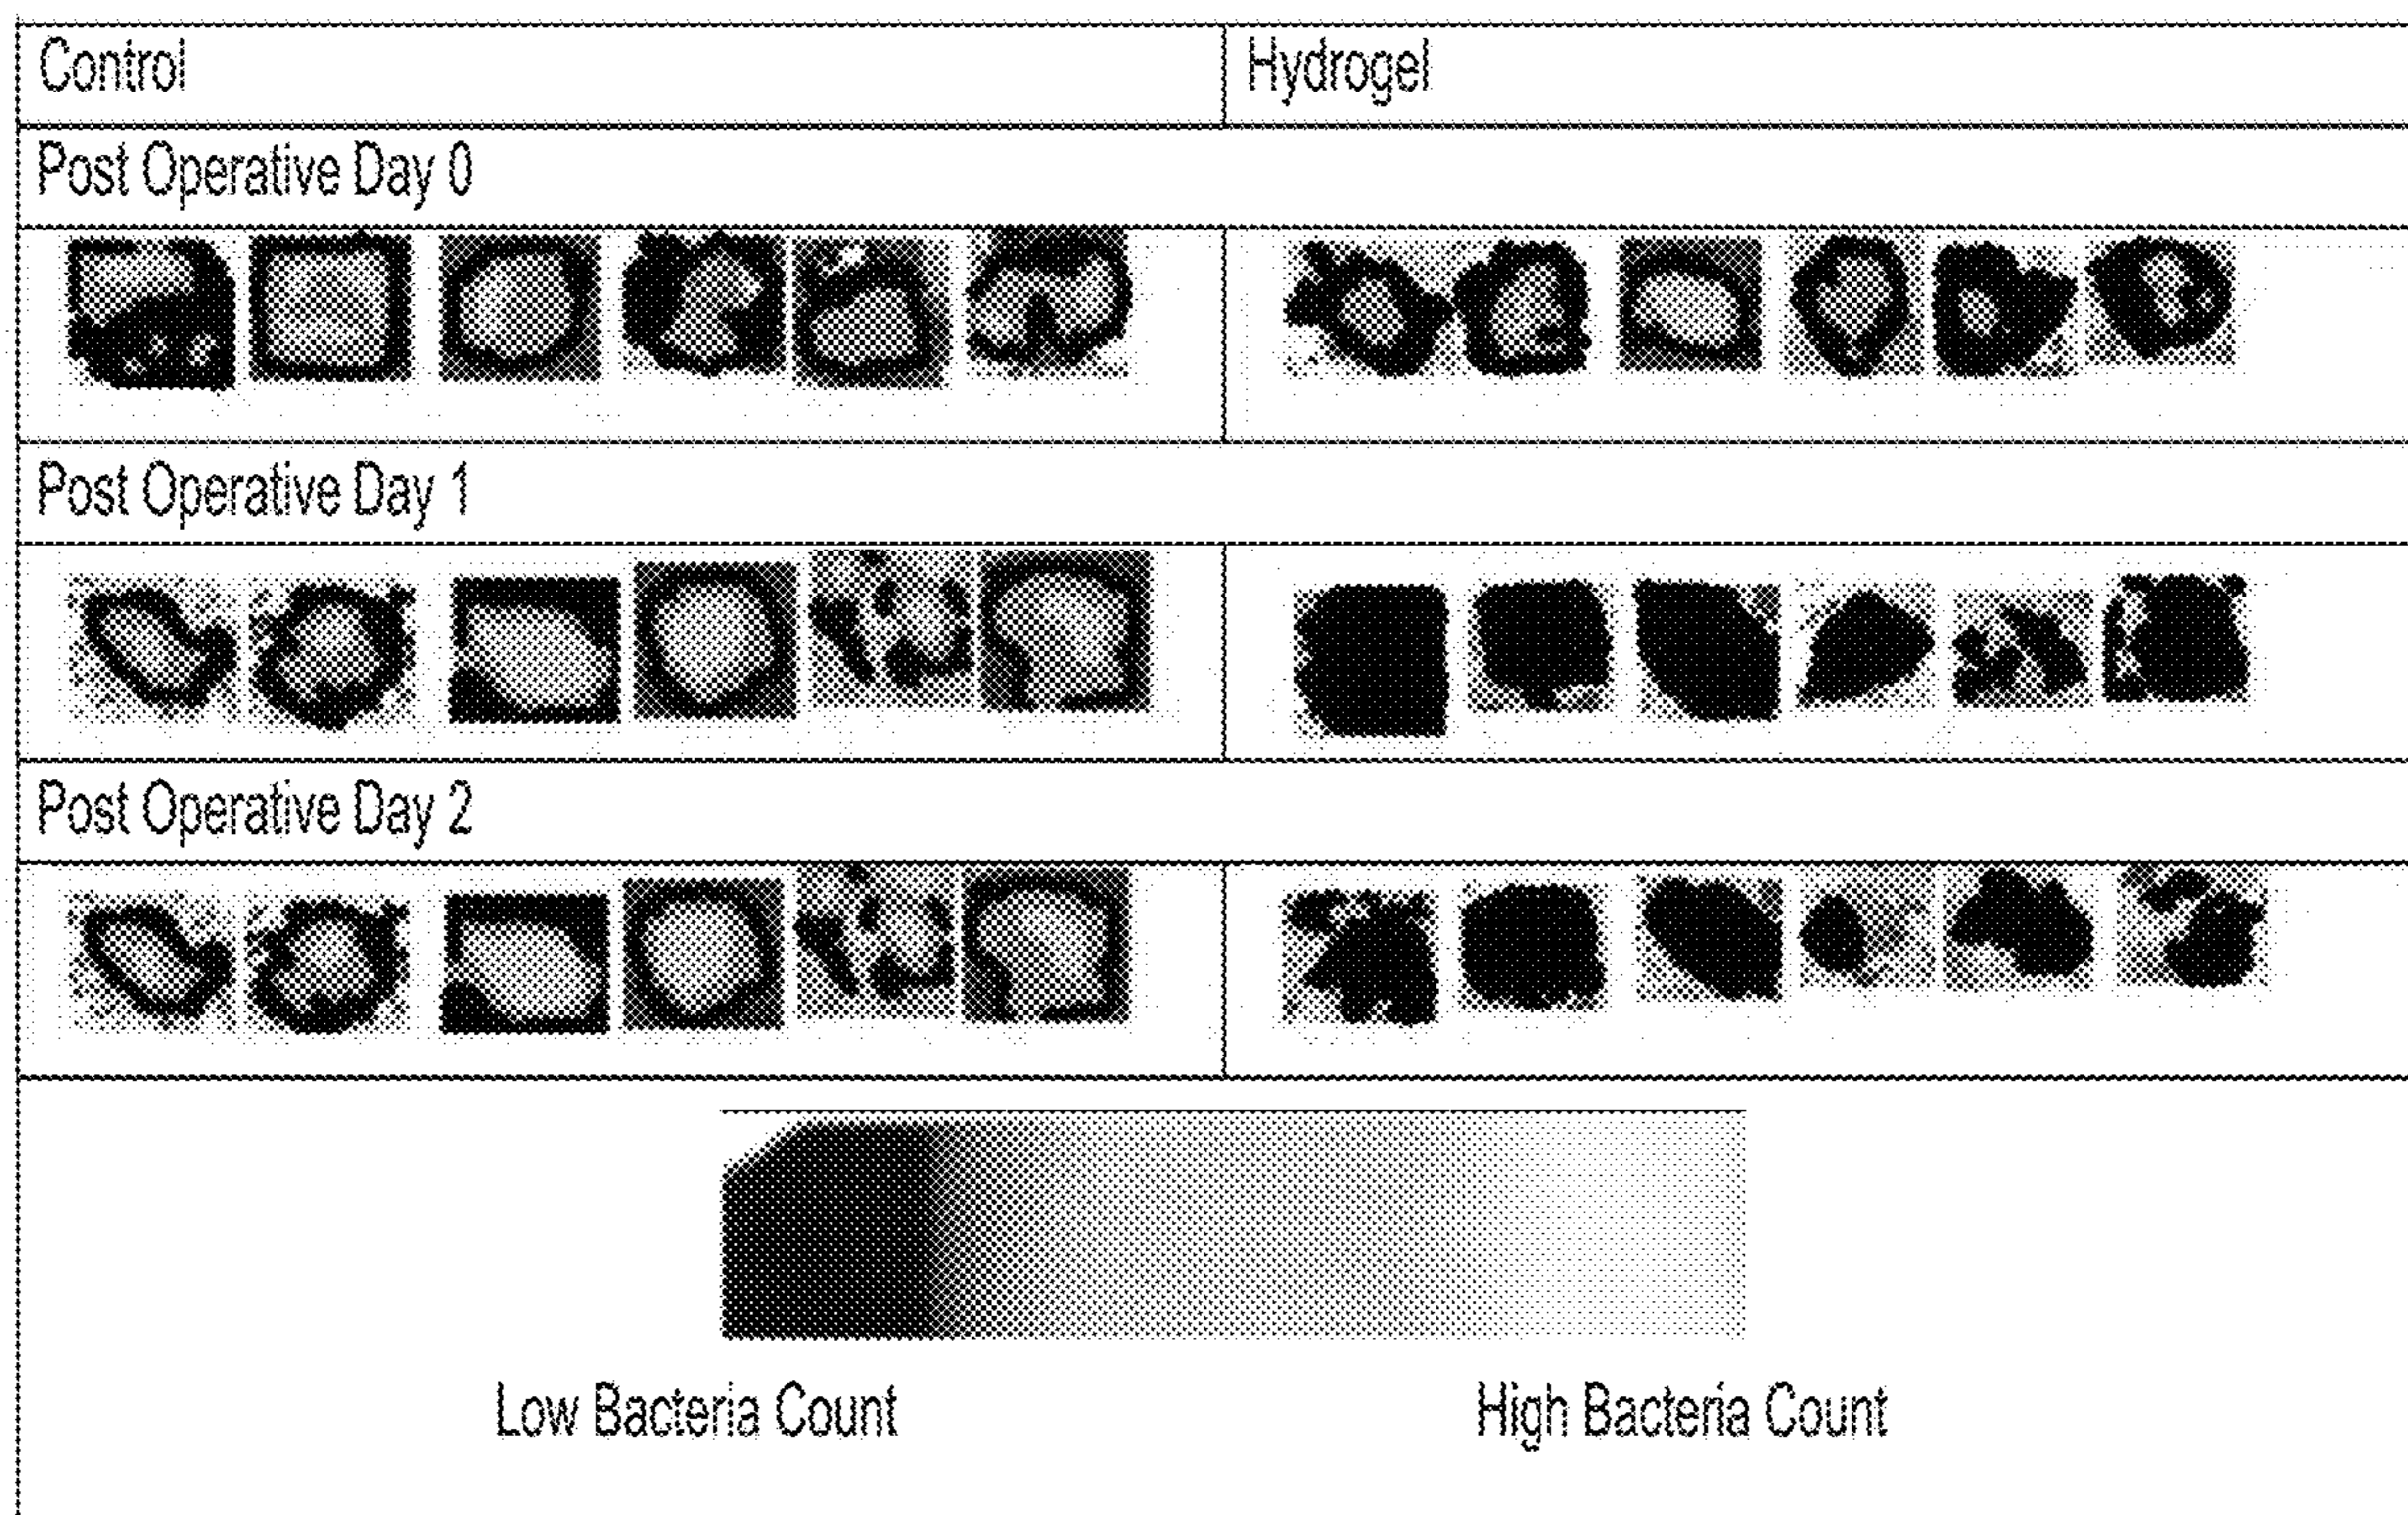 Control
Hydrogel
Post Operative Day 0
Post Operative Day 1
Post Operative Day 2
Low Bacteria Count
High Bacteria Count